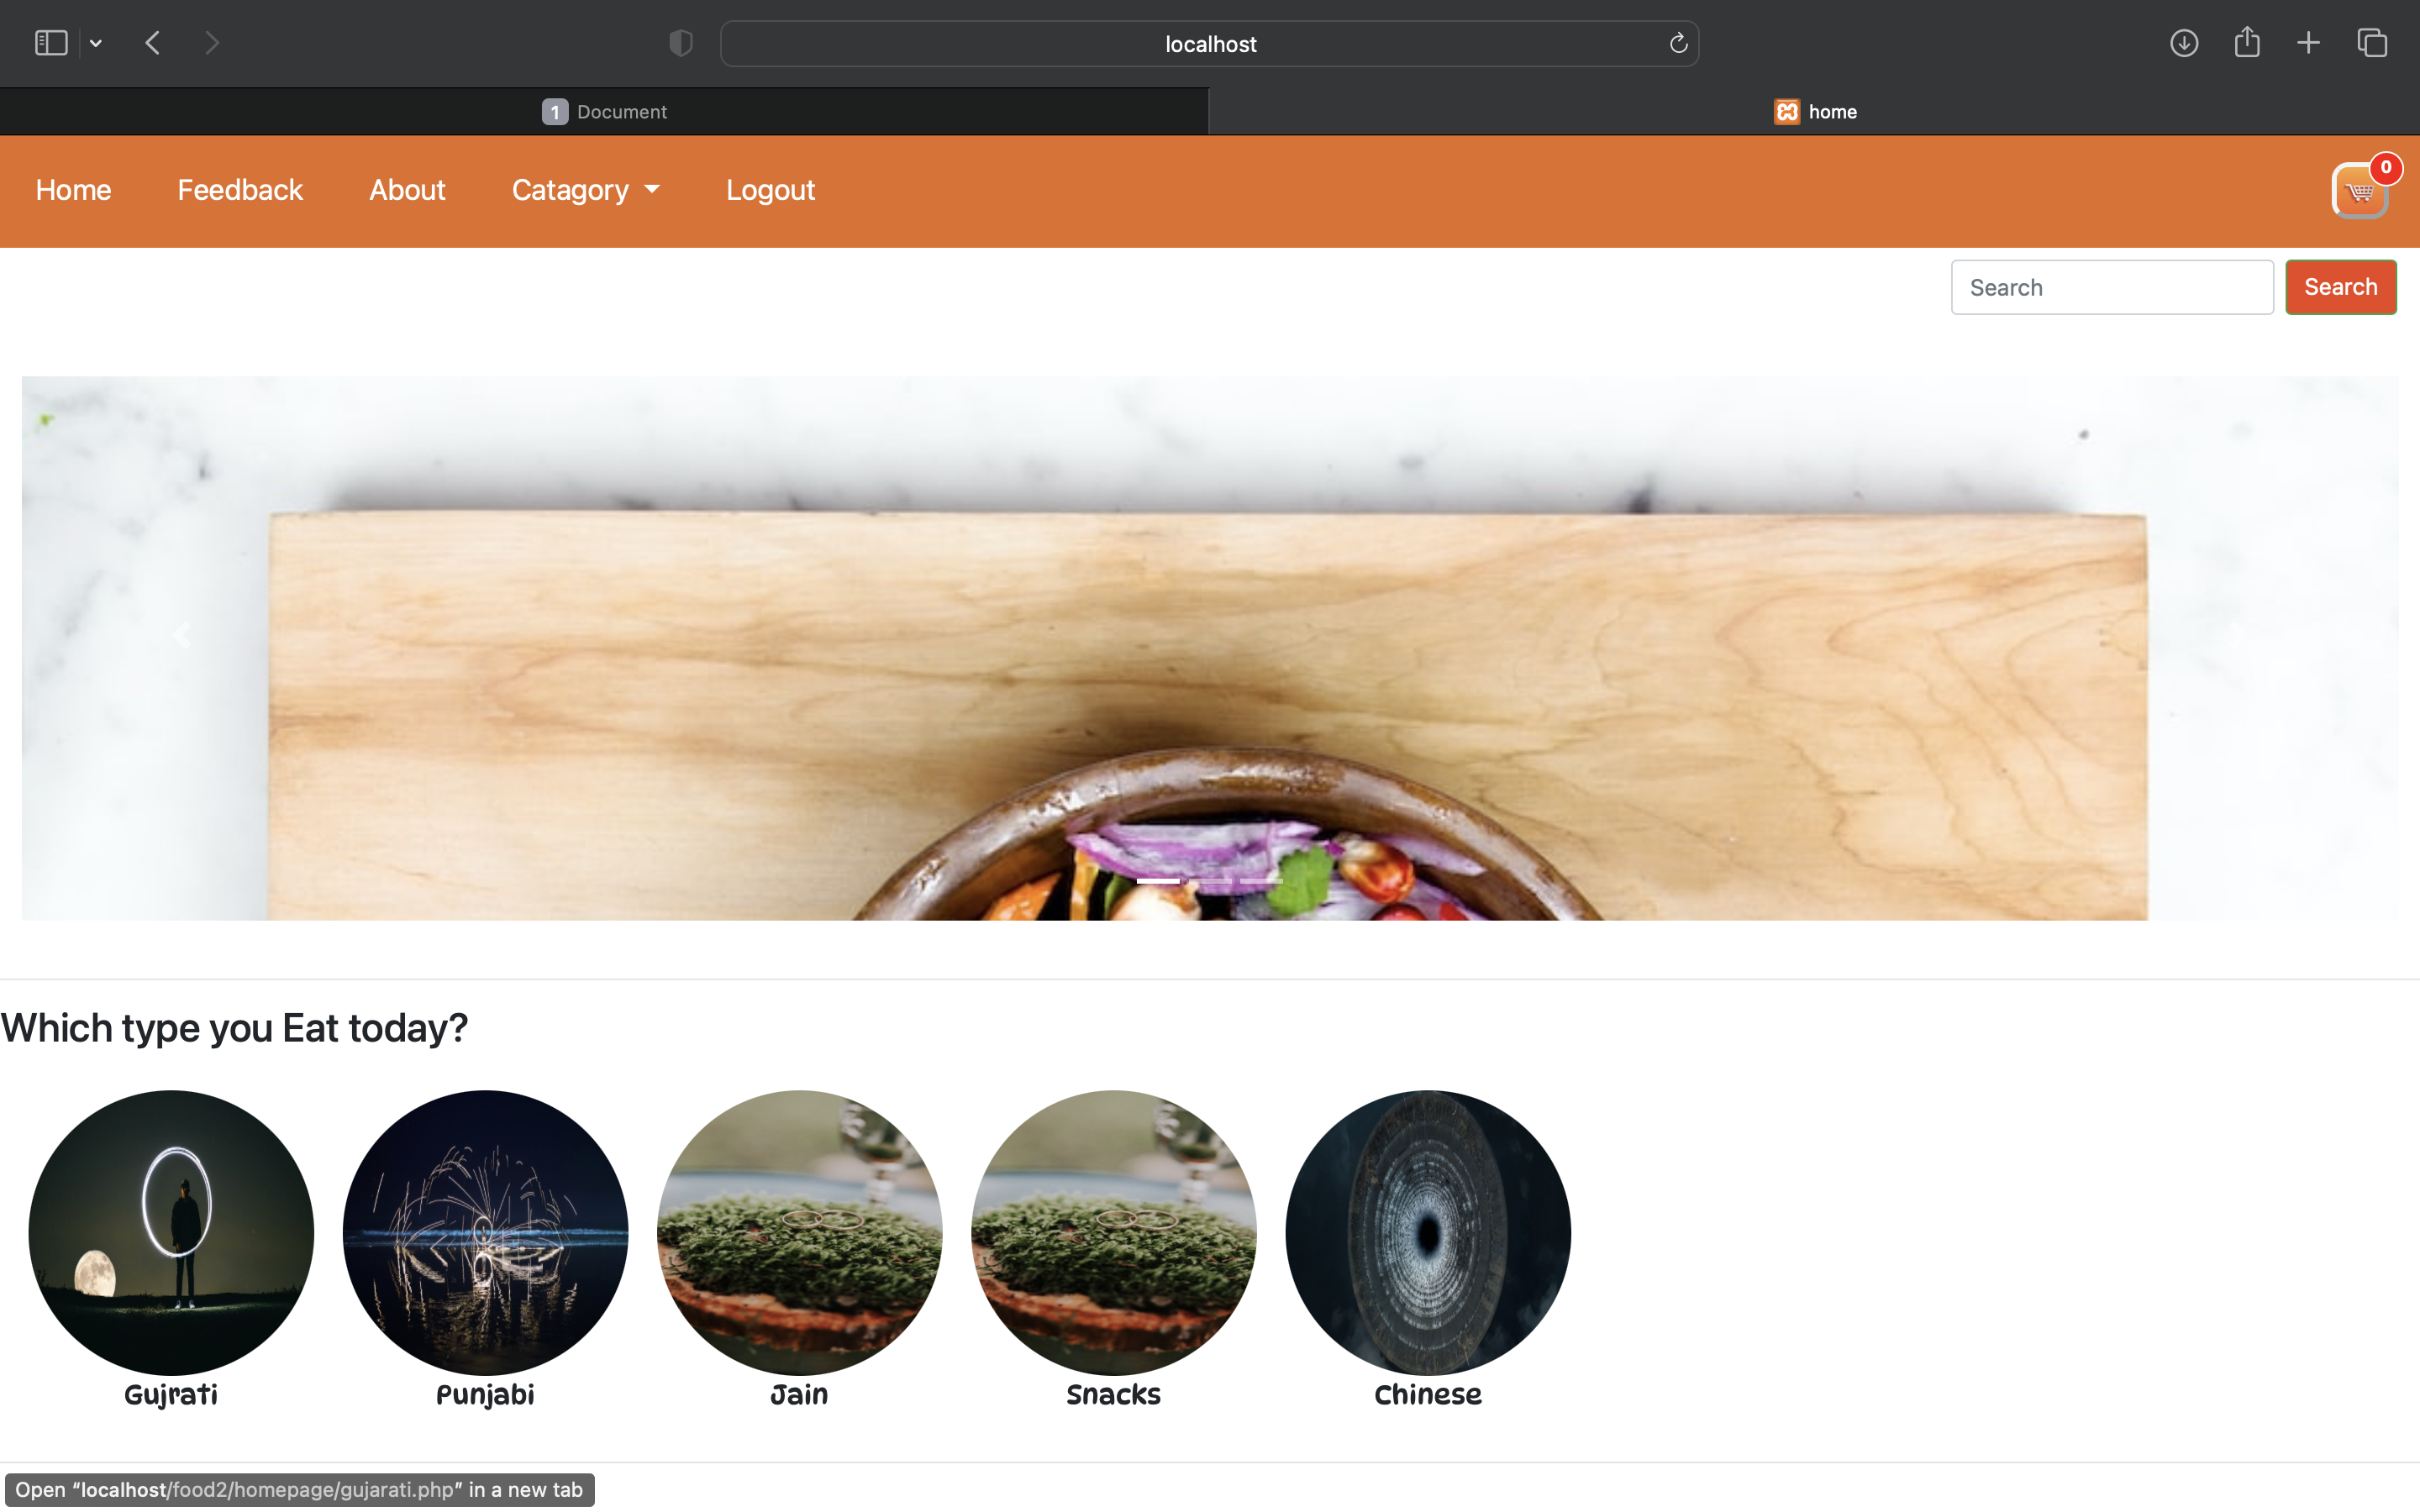 localhost
1 Document
home
Home Feedback About Catagory Logout
0
Search Search
Which type you Eat today?
Gujrati Punjabi Jain Snacks Chinese
Open “localhost/food2/homepage/gujarati.php” in a new tab